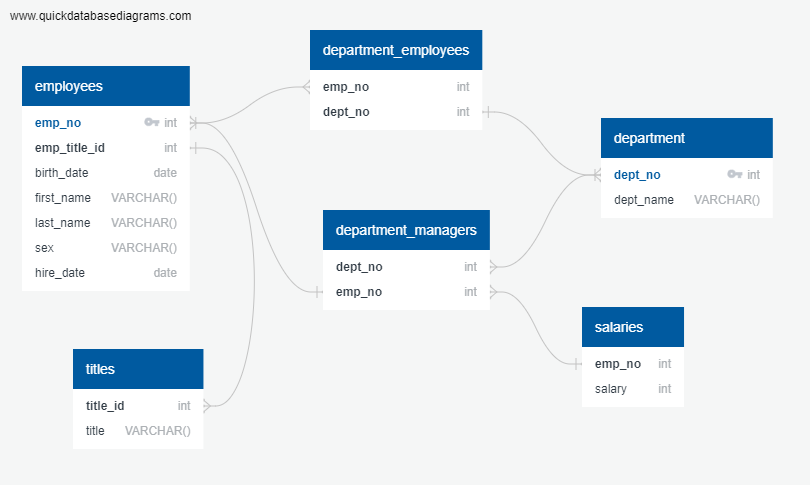 www.quickdatabasediagrams.com
employees
emp_no int
emp_title_id int
birth_date date
first_name VARCHAR()
last_name VARCHAR()
sex VARCHAR()
hire_date date
department_employees
emp_no int
dept_no int
department
dept_no int
dept_name VARCHAR()
department_managers
dept_no int
emp_no int
salaries
emp_no int
salary int
titles
title_id int
title VARCHAR()